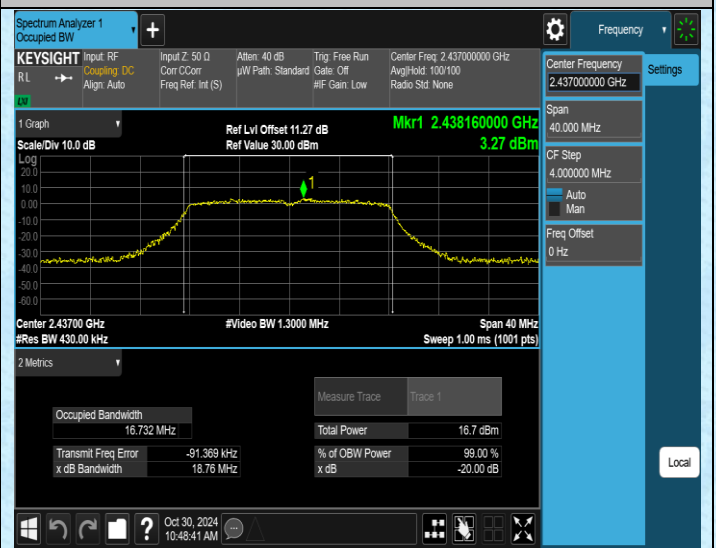 Spectrum Analyzer 1
Occupied BW
+
Frequency
KEYSIGHT
RL
LM
Input: RF
Coupling: DC
Align: Auto
Input Z: 50 Ω
Corr CCorr
Freq Ref: Int (S)
Atten: 40 dB
µW Path: Standard
Trig: Free Run
Gate: Off
#IF Gain: Low
Center Freq: 2.437000000 GHz
Avg|Hold: 100/100
Radio Std: None
Center Frequency
2.437000000 GHz
Settings
Span
40.000 MHz
CF Step
4.000000 MHz
Auto
Man
Freq Offset
0 Hz
1 Graph
Scale/Div 10.0 dB
Ref Lvl Offset 11.27 dB
Ref Value 30.00 dBm
Mkr1 2.438160000 GHz
3.27 dBm
Log
20.0
10.0
0.00
-10.0
-20.0
-30.0
-40.0
-50.0
-60.0
1
Center 2.43700 GHz
#Res BW 430.00 kHz
#Video BW 1.3000 MHz
Span 40 MHz
Sweep 1.00 ms (1001 pts)
2 Metrics
Measure Trace
Trace 1
Occupied Bandwidth
16.732 MHz
Total Power
16.7 dBm
Transmit Freq Error
-91.369 kHz
% of OBW Power
99.00 %
x dB Bandwidth
18.76 MHz
x dB
-20.00 dB
Local
?
Oct 30, 2024
10:48:41 AM